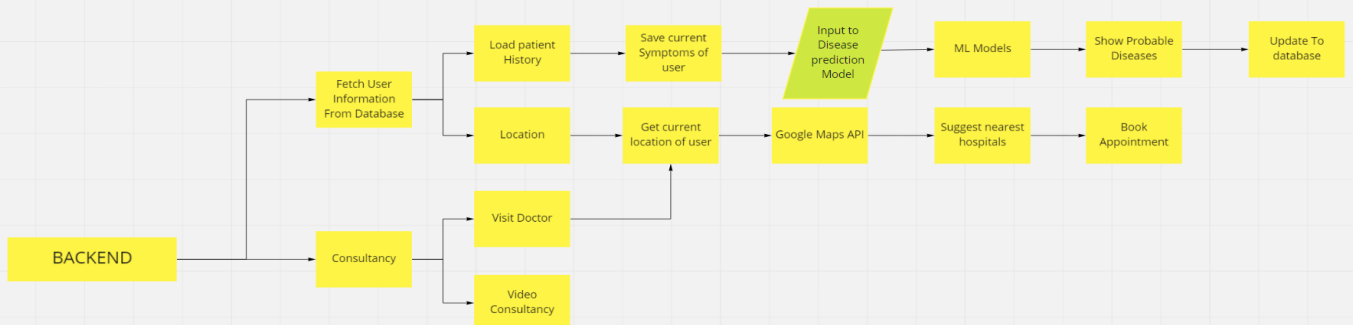 Load patient
History
Save current
Symptoms of
user
Input to
Disease
prediction
Model
ML Models
Show Probable
Diseases
Update To
database
Fetch User
Information
From Database
Location
Get current
location of user
Google Maps API
Suggest nearest
hospitals
Book
Appointment
Visit Doctor
BACKEND
Consultancy
Video
Consultancy